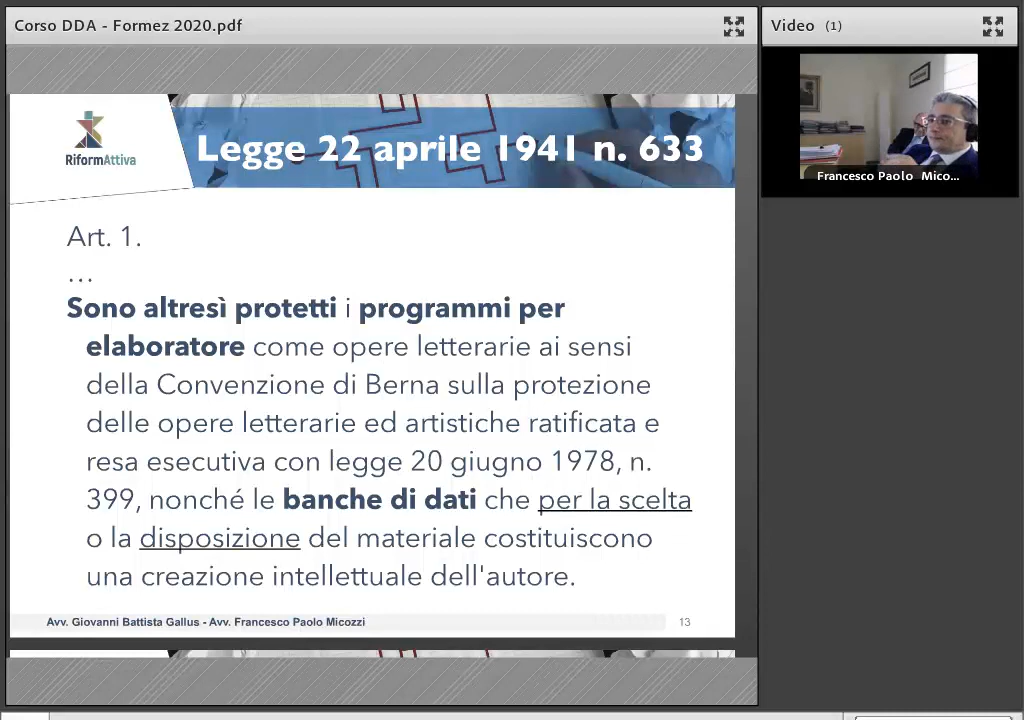 Corso DDA - Formez 2020.pdf
Video (1)
RiformAttiva
Legge 22 aprile 1941 n. 633
Francesco Paolo Mico...
Art. 1.
…
Sono altresì protetti i programmi per
elaboratore come opere letterarie ai sensi
della Convenzione di Berna sulla protezione
delle opere letterarie ed artistiche ratificata e
resa esecutiva con legge 20 giugno 1978, n.
399, nonché le banche di dati che per la scelta
o la disposizione del materiale costituiscono
una creazione intellettuale dell'autore.
Avv. Giovanni Battista Gallus - Avv. Francesco Paolo Micozzi
13